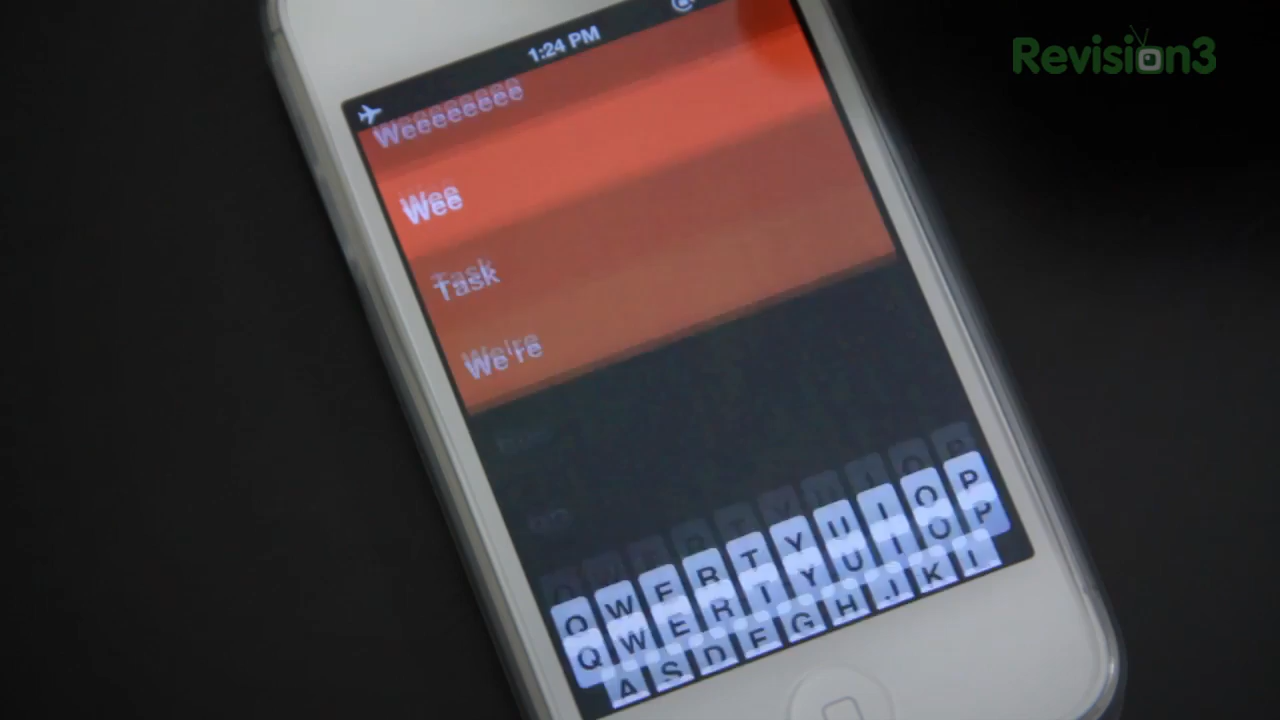 1:24 PM
Revision3
Weeeeeeee
Wee
Task
We're
Q W E R T Y U I O P
A S D F G H J K L